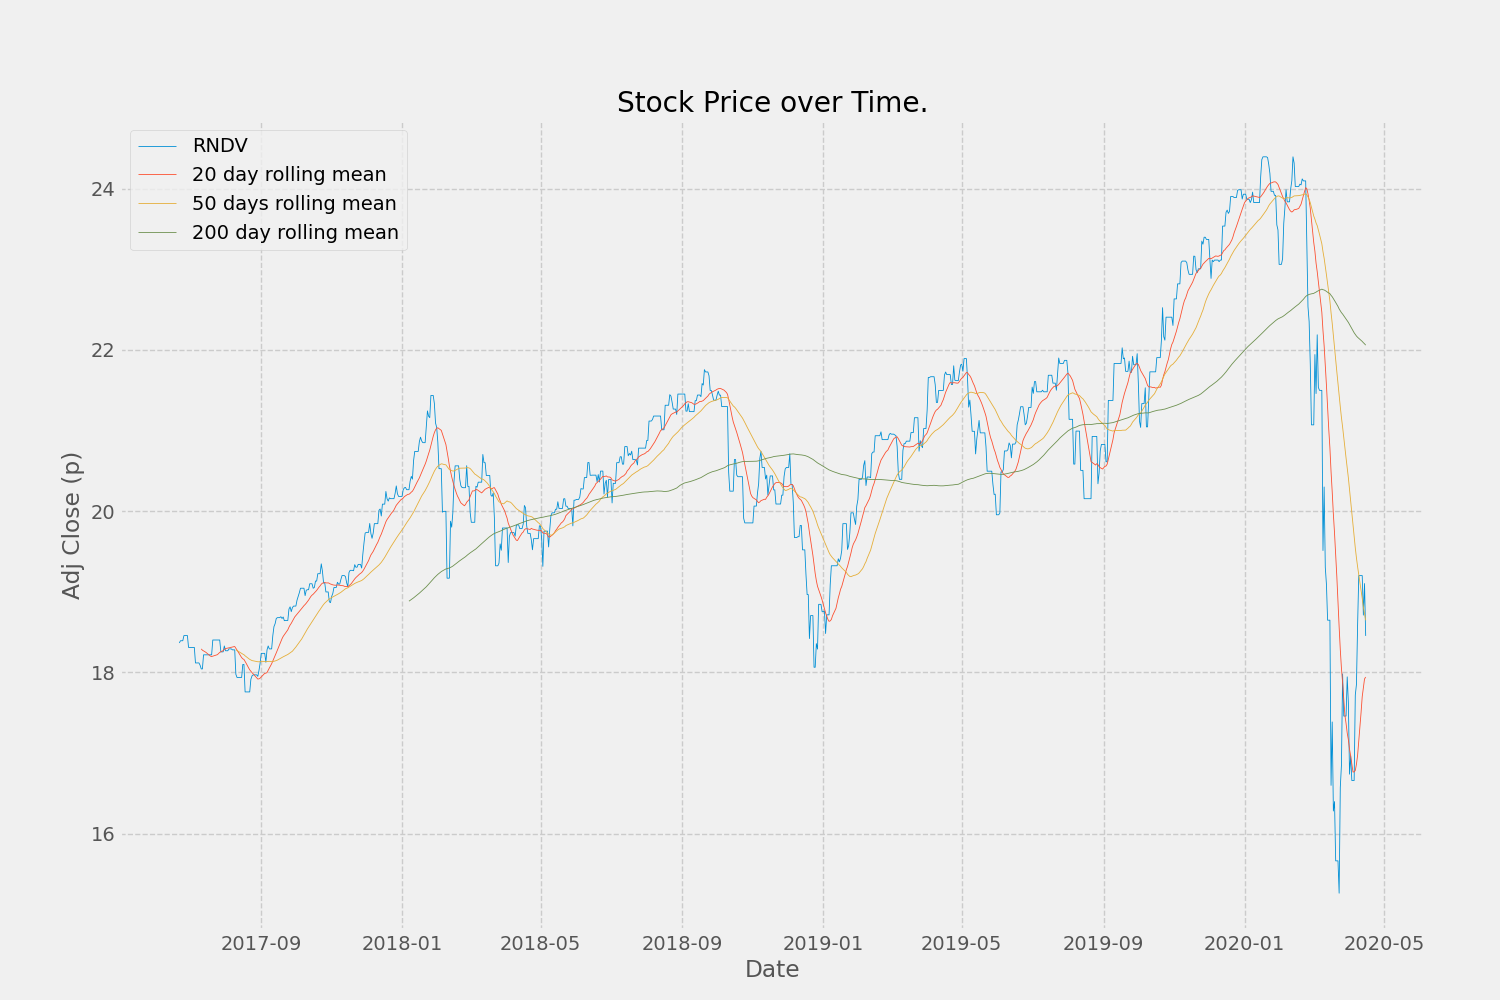 Stock Price over Time.
RNDV
20 day rolling mean
50 days rolling mean
200 day rolling mean
24
22
20
18
16
Adj Close (p)
2017-09 2018-01 2018-05 2018-09 2019-01 2019-05 2019-09 2020-01 2020-05
Date